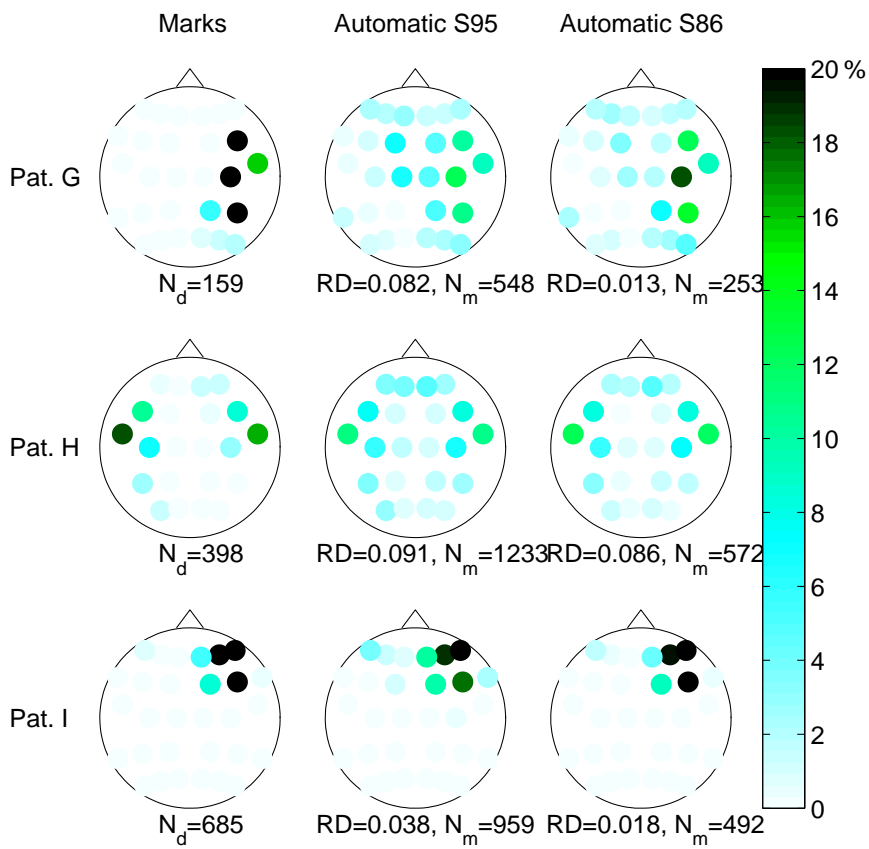 Marks Automatic S95 Automatic S86
20 %
18
16
14
12
10
8
6
4
2
0
Pat. G
N_d=159 RD=0.082, N_m=548 RD=0.013, N_m=253
Pat. H
N_d=398 RD=0.091, N_m=1233 RD=0.086, N_m=572
Pat. I
N_d=685 RD=0.038, N_m=959 RD=0.018, N_m=492